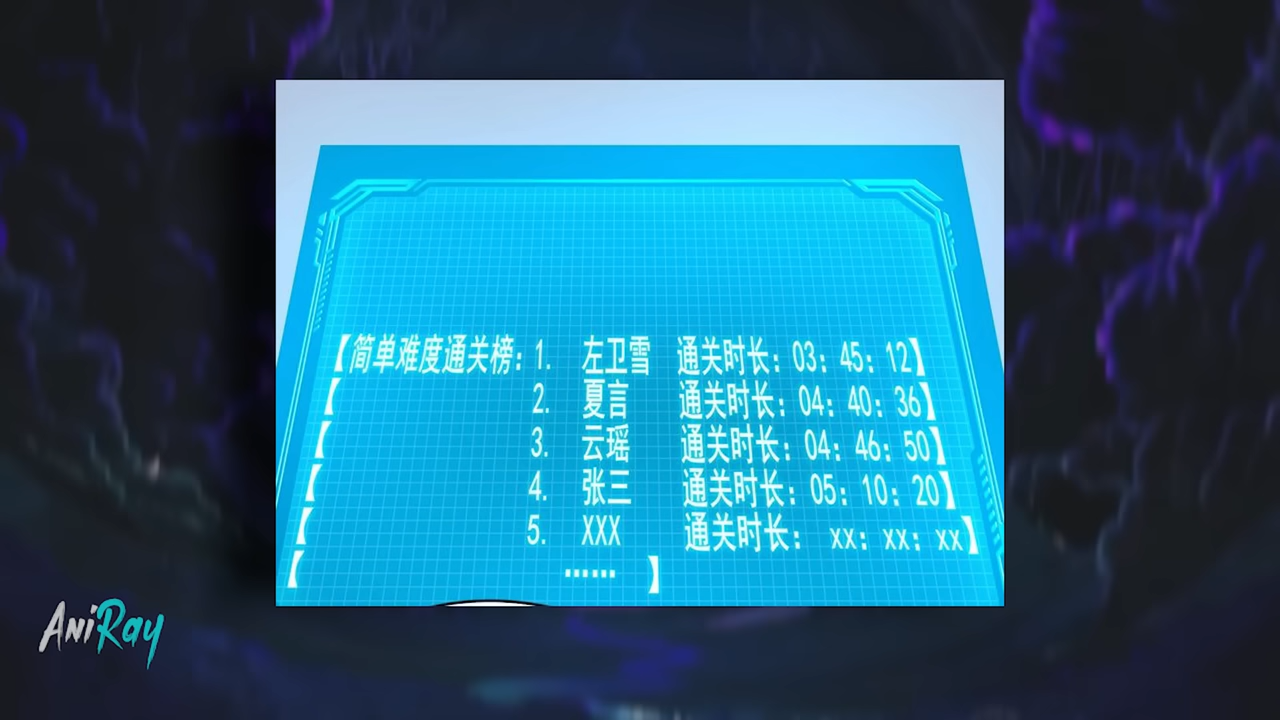 【简单难度通关榜：1. 左卫雪 通关时长：03：45：12】
【 2. 夏言 通关时长：04：40：36】
【 3. 云瑶 通关时长：04：46：50】
【 4. 张三 通关时长：05：10：20】
【 5. XXX 通关时长： xx：xx：xx】
【 ⋯⋯ 】
AniRay